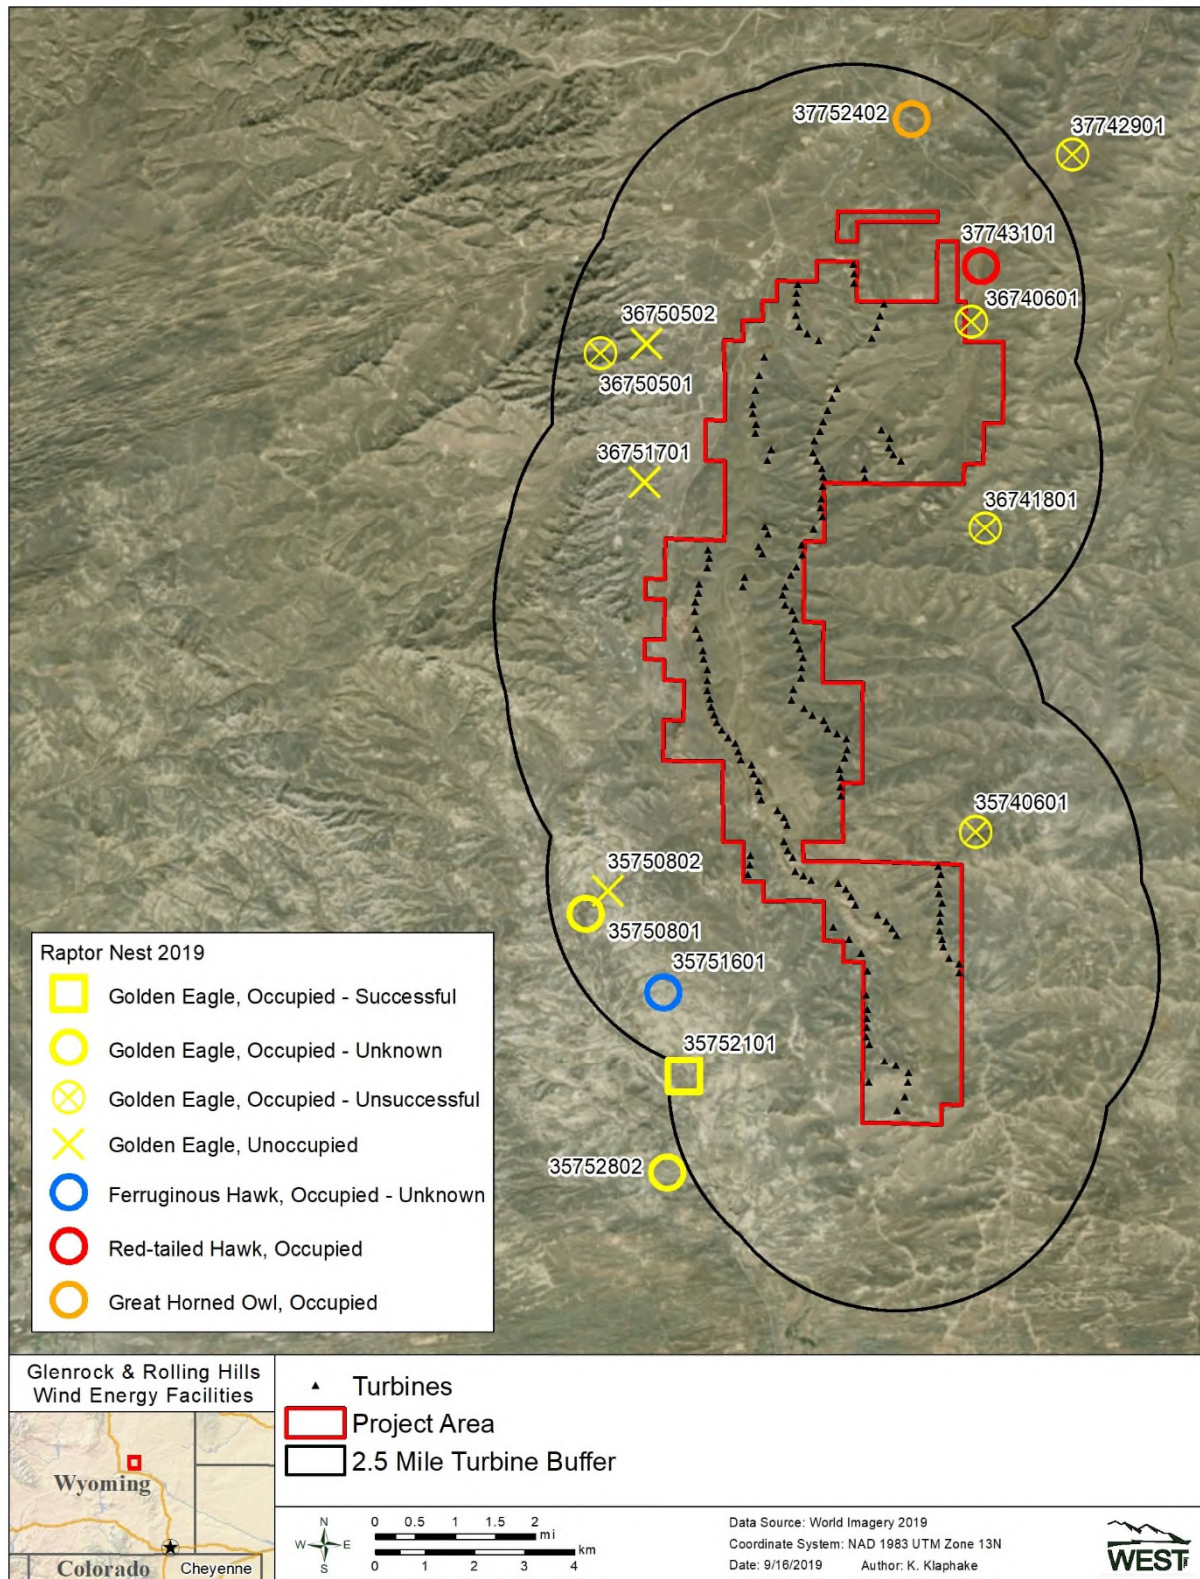 37752402
37742901
37743101
36740601
36750502
36750501
36751701
36741801
35740601
35750802
35750801
35751601
35752101
35752802
Raptor Nest 2019
Golden Eagle, Occupied - Successful
Golden Eagle, Occupied - Unknown
Golden Eagle, Occupied - Unsuccessful
Golden Eagle, Unoccupied
Ferruginous Hawk, Occupied - Unknown
Red-tailed Hawk, Occupied
Great Horned Owl, Occupied
Glenrock & Rolling Hills
Wind Energy Facilities
Wyoming
Colorado
Cheyenne
Turbines
Project Area
2.5 Mile Turbine Buffer
N
W E
S
0 0.5 1 1.5 2
mi
km
0 1 2 3 4
Data Source: World Imagery 2019
Coordinate System: NAD 1983 UTM Zone 13N
Date: 9/16/2019 Author: K. Klaphake
WEST